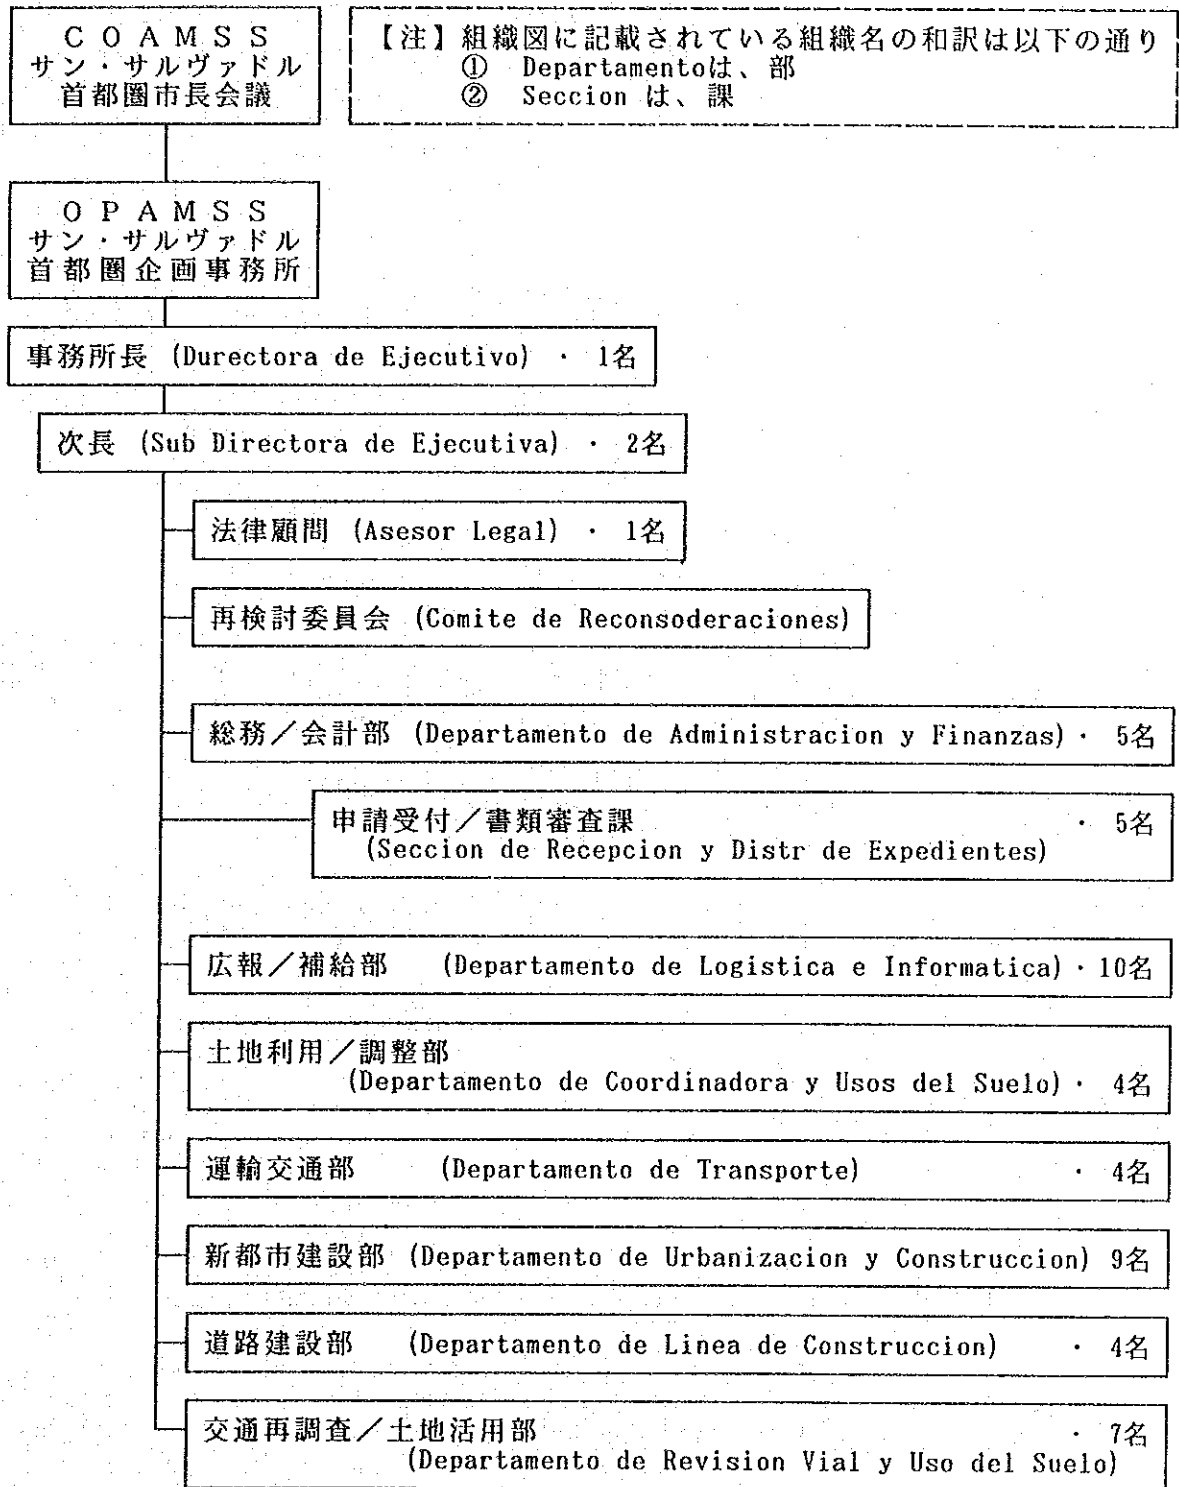 COAMSS
サン・サルヴァドル
首都圏市長会議
【注】組織図に記載されている組織名の和訳は以下の通り
① Departamentoは、部
② Seccion は、課
OPAMSS
サン・サルヴァドル
首都圏企画事務所
事務所長 (Durectora de Ejecutivo) ・ 1名
次長 (Sub Directora de Ejecutiva) ・ 2名
法律顧問 (Asesor Legal) ・ 1名
再検討委員会 (Comite de Reconsoderaciones)
総務/会計部 (Departamento de Administracion y Finanzas)・ 5名
申請受付/書類審査課 ・ 5名
(Seccion de Recepcion y Distr de Expedientes)
広報/補給部 (Departamento de Logistica e Informatica)・10名
土地利用/調整部
(Departamento de Coordinadora y Usos del Suelo)・ 4名
運輸交通部 (Departamento de Transporte) ・ 4名
新都市建設部 (Departamento de Urbanizacion y Construccion) 9名
道路建設部 (Departamento de Linea de Construccion) ・ 4名
交通再調査/土地活用部 ・ 7名
(Departamento de Revision Vial y Uso del Suelo)